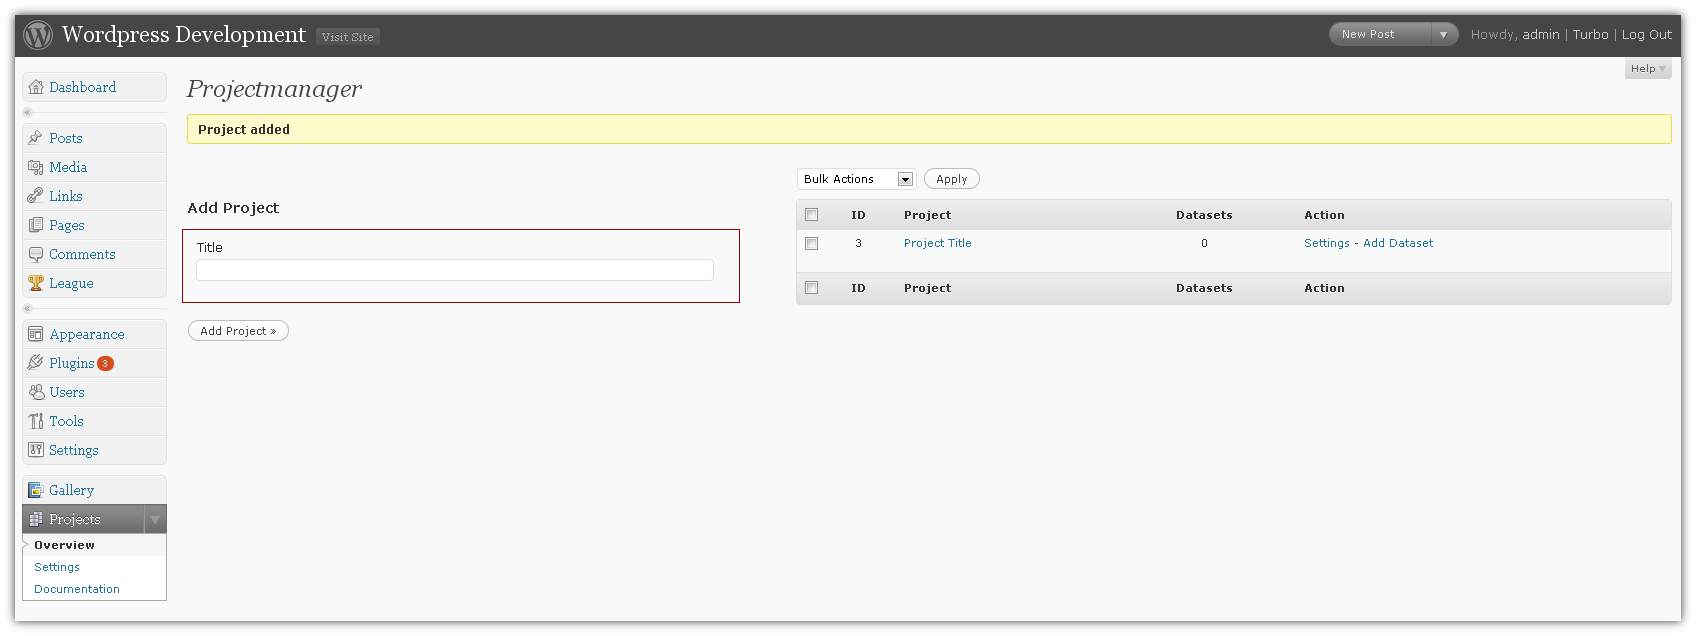 Wordpress Development Visit Site New Post Howdy, admin | Turbo | Log Out
Help
Dashboard
Posts
Media
Links
Pages
Comments
League
Appearance
Plugins 3
Users
Tools
Settings
Gallery
Projects
Overview
Settings
Documentation
Projectmanager
Project added
Add Project
Title
Add Project »
Bulk Actions Apply
ID Project Datasets Action
3 Project Title 0 Settings - Add Dataset
ID Project Datasets Action